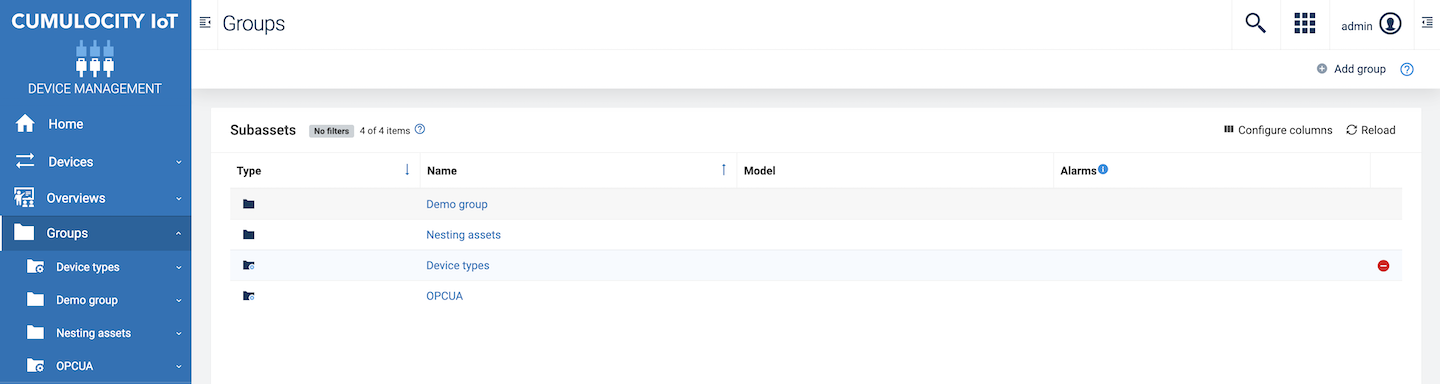 CUMULOCITY IoT
DEVICE MANAGEMENT
Home
Devices
Overviews
Groups
Device types
Demo group
Nesting assets
OPCUA
Groups
admin
Add group
Subassets No filters 4 of 4 items
Configure columns Reload
Type Name Model Alarms
Demo group
Nesting assets
Device types
OPCUA